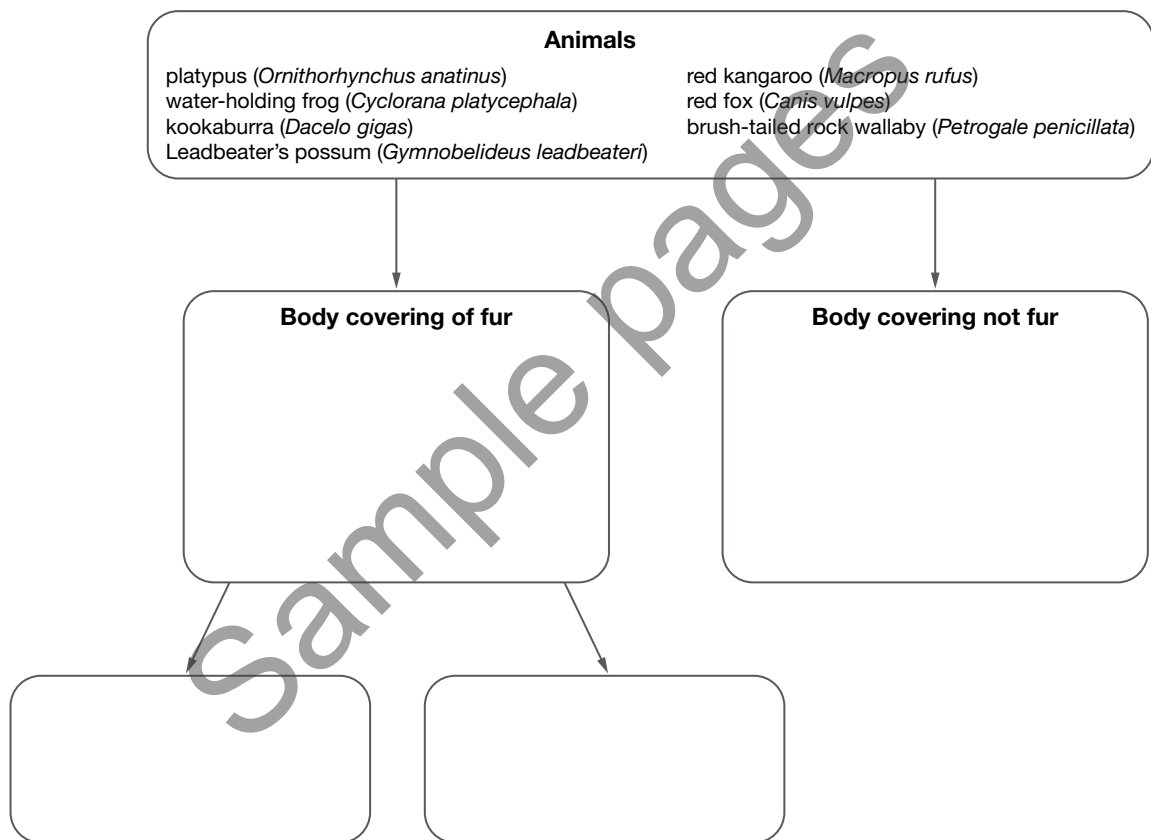 Animals
platypus (Ornithorhynchus anatinus)
water-holding frog (Cyclorana platycephala)
kookaburra (Dacelo gigas)
Leadbeater's possum (Gymnobelideus leadbeateri)
red kangaroo (Macropus rufus)
red fox (Canis vulpes)
brush-tailed rock wallaby (Petrogale penicillata)
Body covering of fur
Body covering not fur
Sample pages